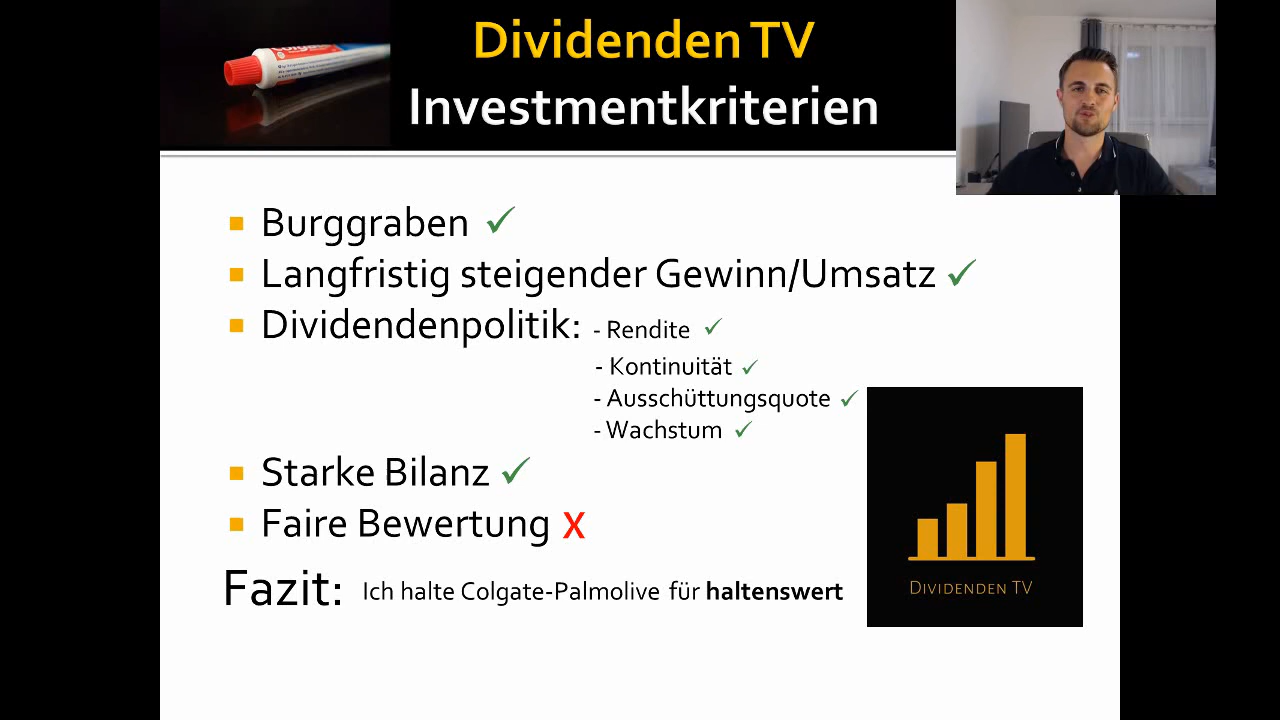 Colgate
Dividenden TV
Investmentkriterien
Burggraben ✓
Langfristig steigender Gewinn/Umsatz ✓
Dividendenpolitik: - Rendite ✓
- Kontinuität ✓
- Ausschüttungsquote ✓
- Wachstum ✓
Starke Bilanz ✓
Faire Bewertung X
Fazit: Ich halte Colgate-Palmolive für haltenswert
DIVIDENDEN TV